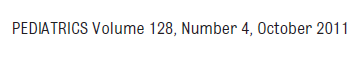 PEDIATRICS Volume 128, Number 4, October 2011